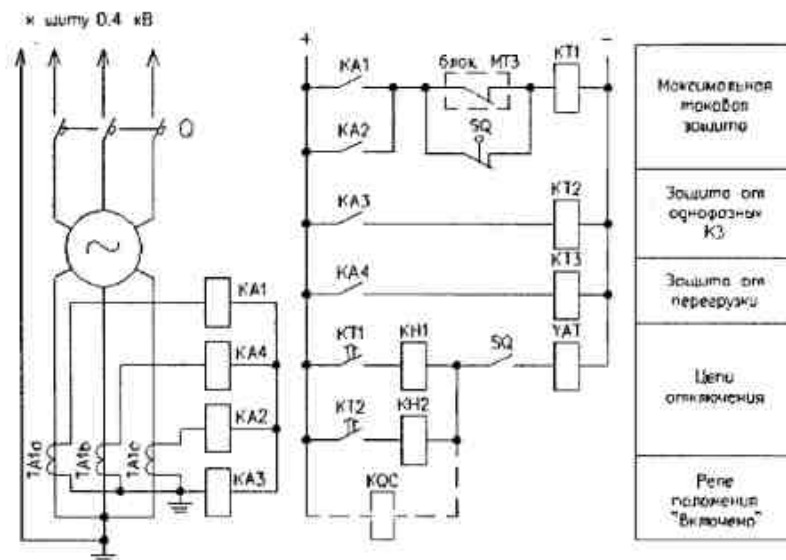 к щиту 0.4 кВ
Q
KA1
KA4
KA2
KA3
TA1a
TA1b
TA1c
+
−
KA1
блок. МТЗ
KT1
KA2
SQ
KA3
KT2
KA4
KT3
KT1
KH1
SQ
YAT
KT2
KH2
KQC
Максимальная
токовая
защита
Защита от
однофазных
КЗ
Защита от
перегрузки
Цепи
отключения
Реле
положения
"Включено"